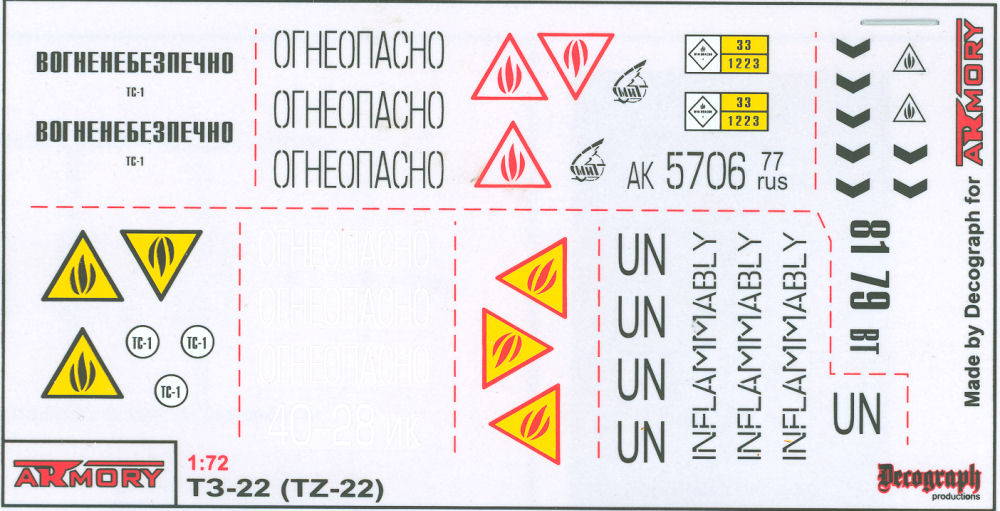 ВОГНЕНЕБЕЗПЕЧНО
ТС-1
ВОГНЕНЕБЕЗПЕЧНО
ТС-1
ОГНЕОПАСНО
ОГНЕОПАСНО
ОГНЕОПАСНО
33
1223
33
1223
АК 5706 77
rus
ARMORY
Made by Decograph for
ТС-1
ТС-1
ТС-1
ОГНЕОПАСНО
ОГНЕОПАСНО
ОГНЕОПАСНО
40-28 ИК
UN
UN
UN
UN
INFLAMMABLY
INFLAMMABLY
INFLAMMABLY
81 79 ВТ
UN
ARMORY
1:72
ТЗ-22 (TZ-22)
Decograph
productions